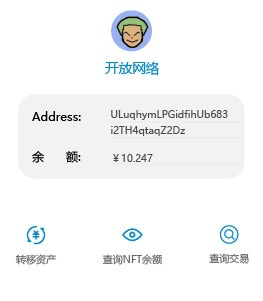 开放网络
Address: ULuqhymLPGidfihUb683
i2TH4qtaqZ2Dz
余 额: ￥10.247
转移资产 查询NFT余额 查询交易